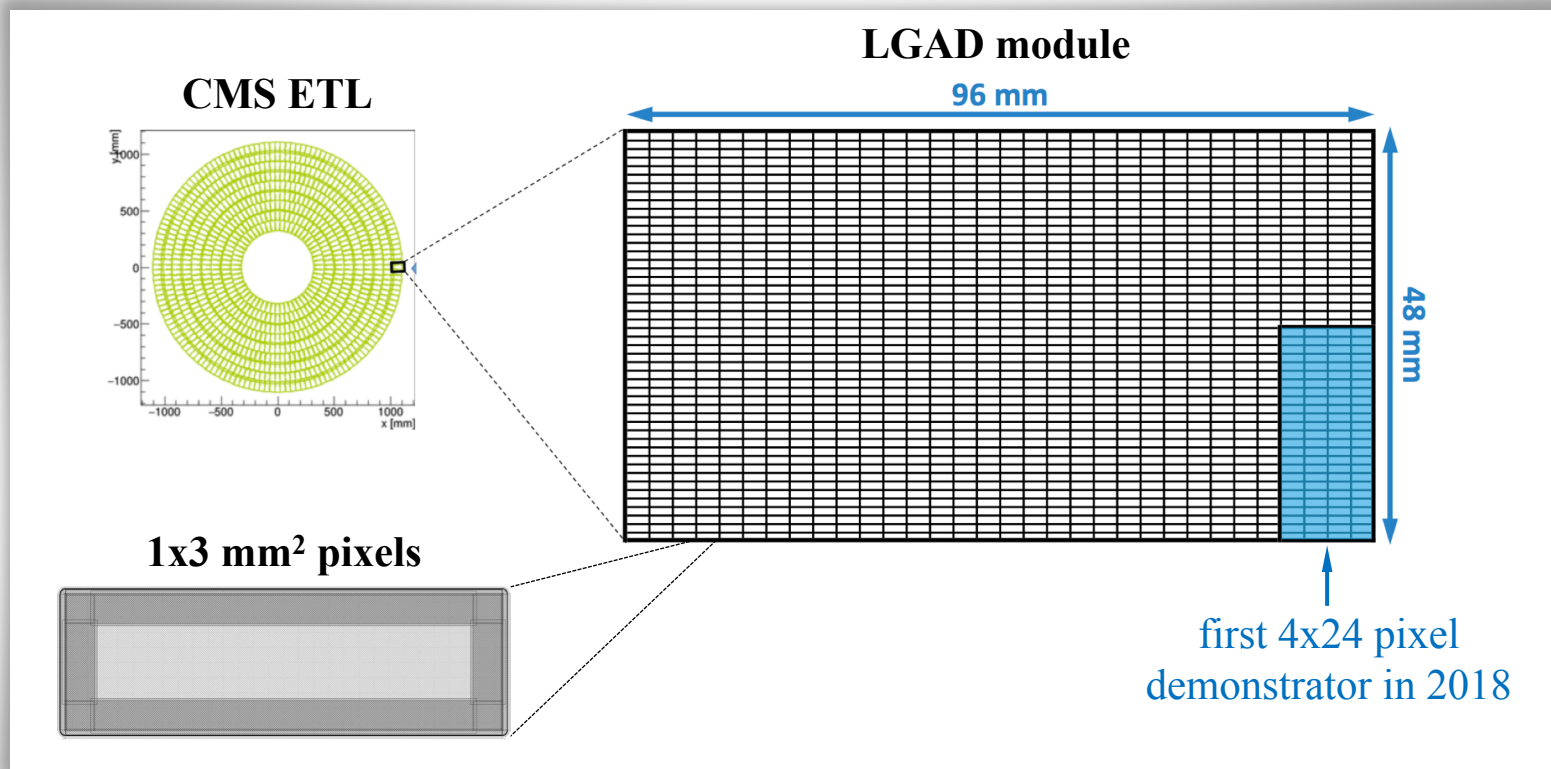 LGAD module
CMS ETL
96 mm
y [mm]
1000
500
0
−500
−1000
−1000
−500
0
500
1000
x [mm]
48 mm
1x3 mm² pixels
first 4x24 pixel
demonstrator in 2018